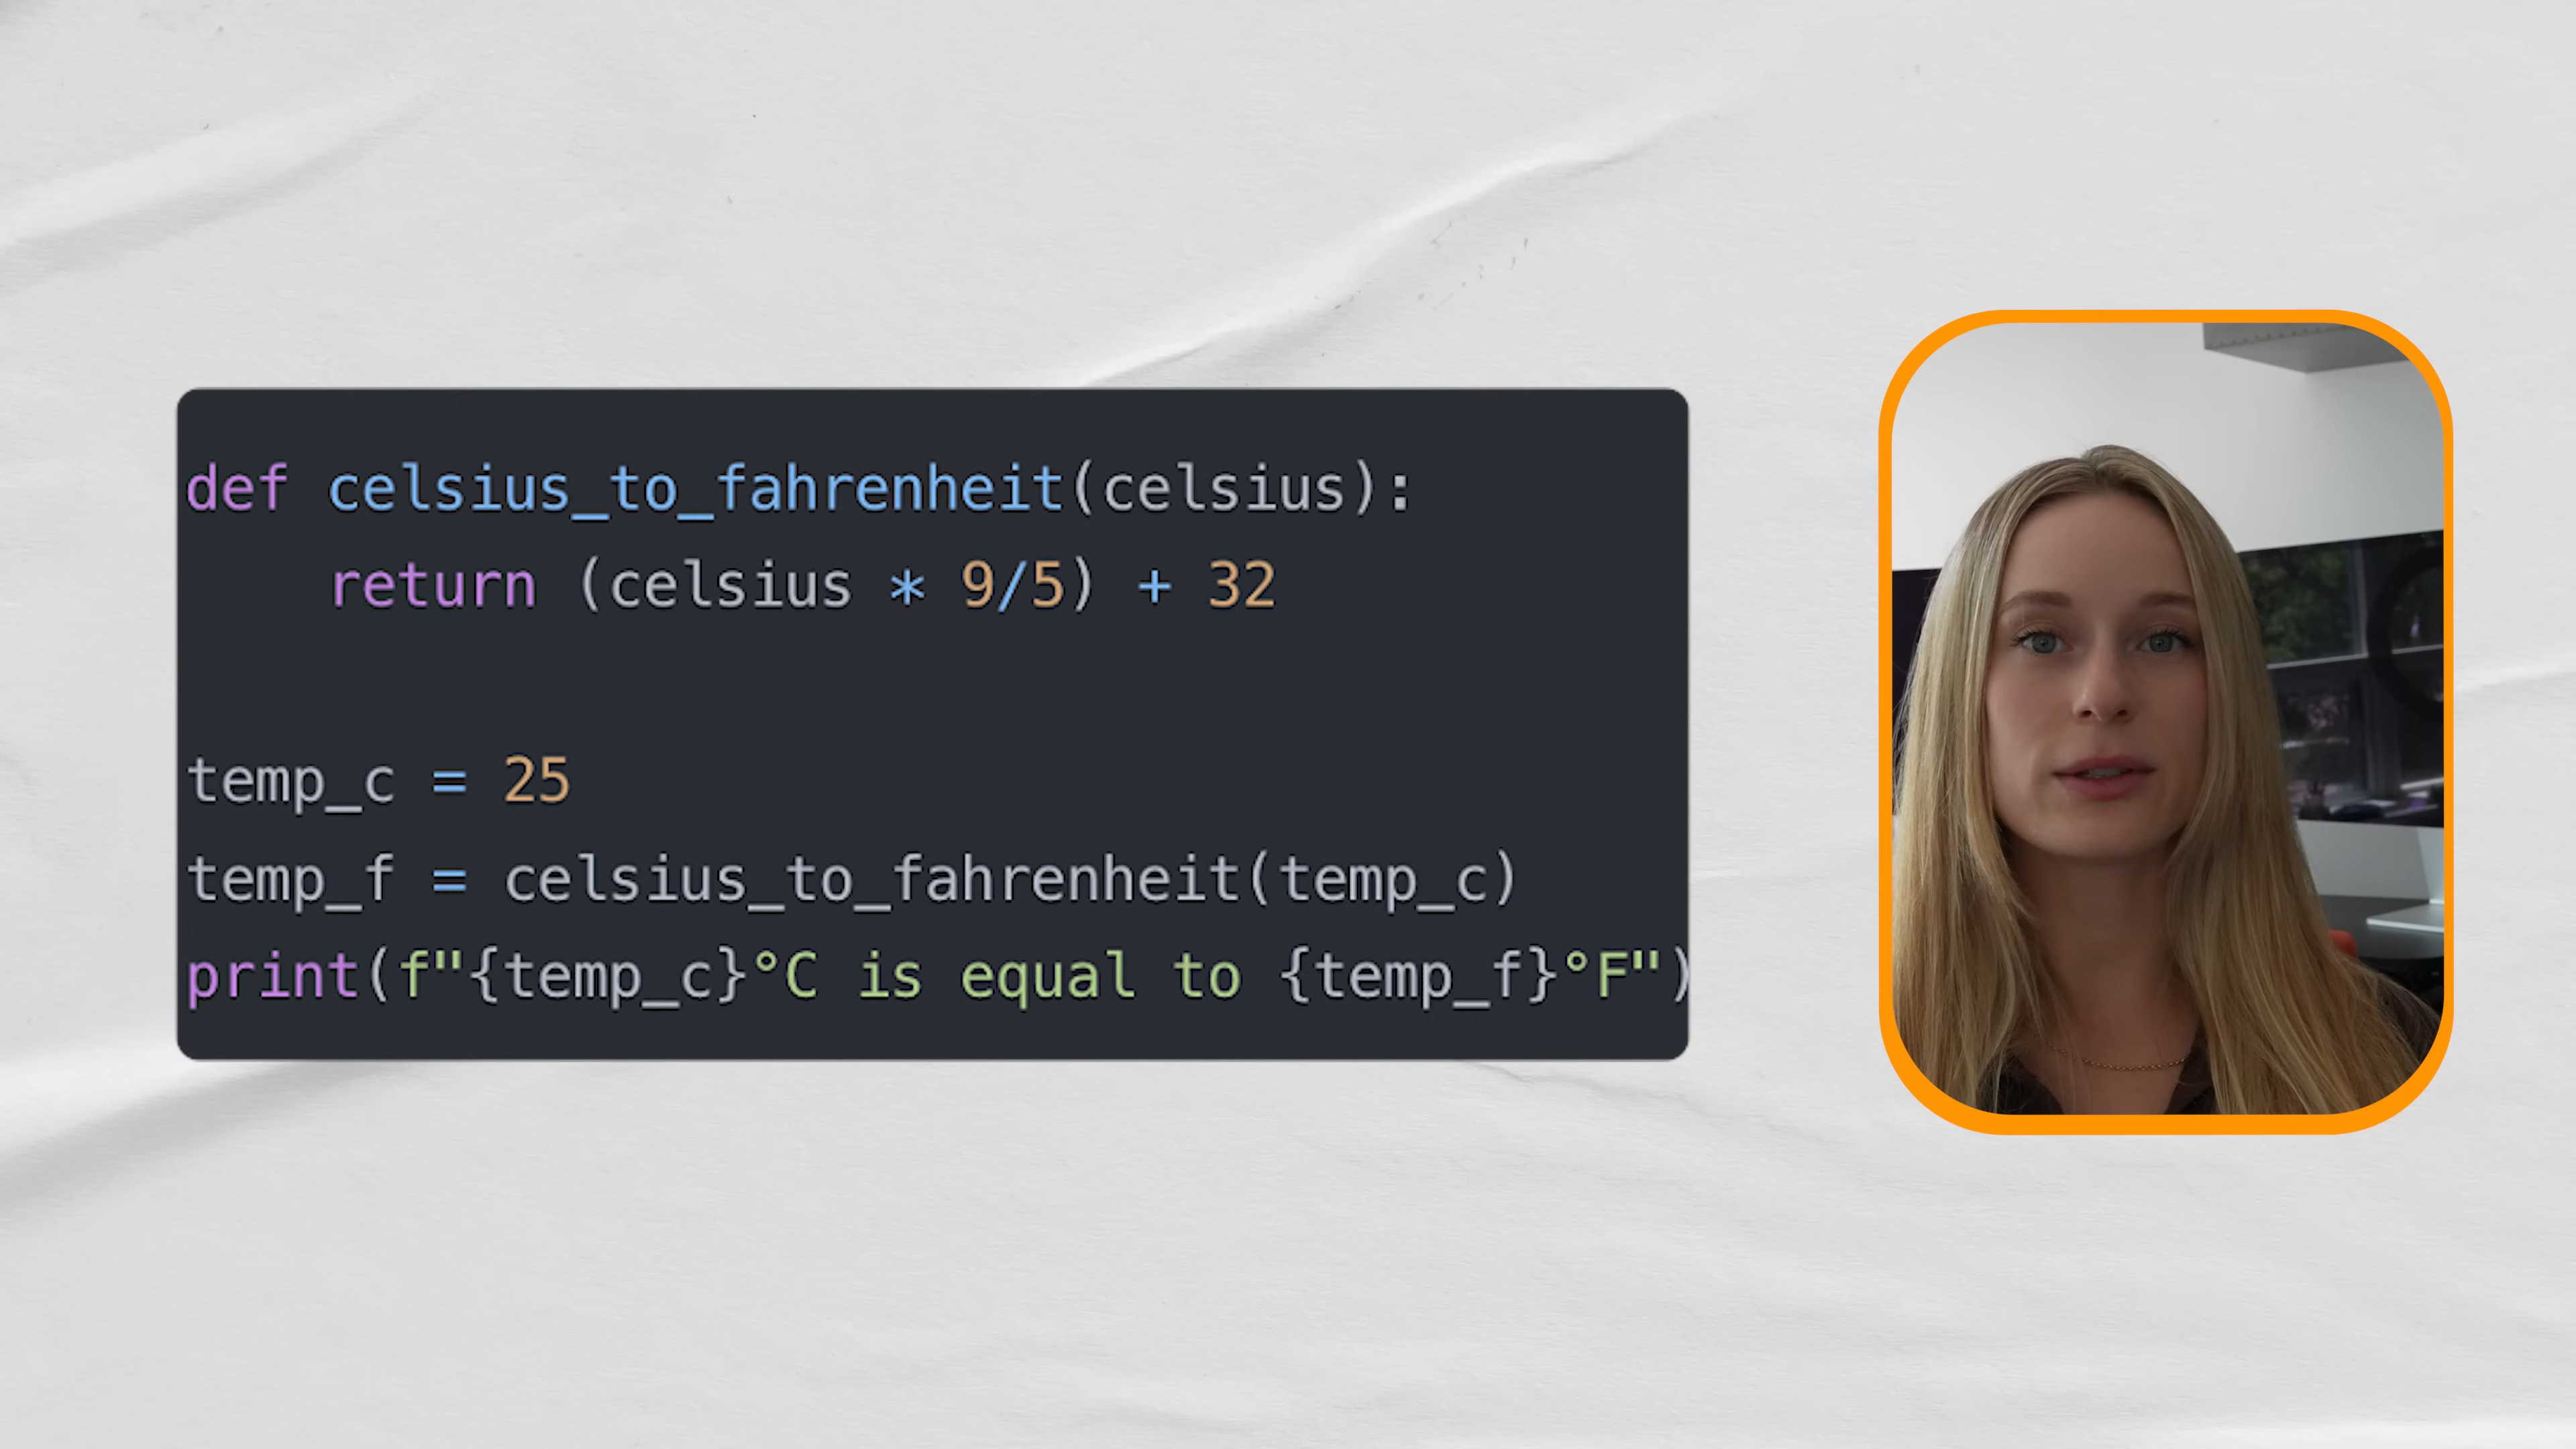 def celsius_to_fahrenheit(celsius):
    return (celsius * 9/5) + 32
temp_c = 25
temp_f = celsius_to_fahrenheit(temp_c)
print(f"{temp_c}°C is equal to {temp_f}°F")